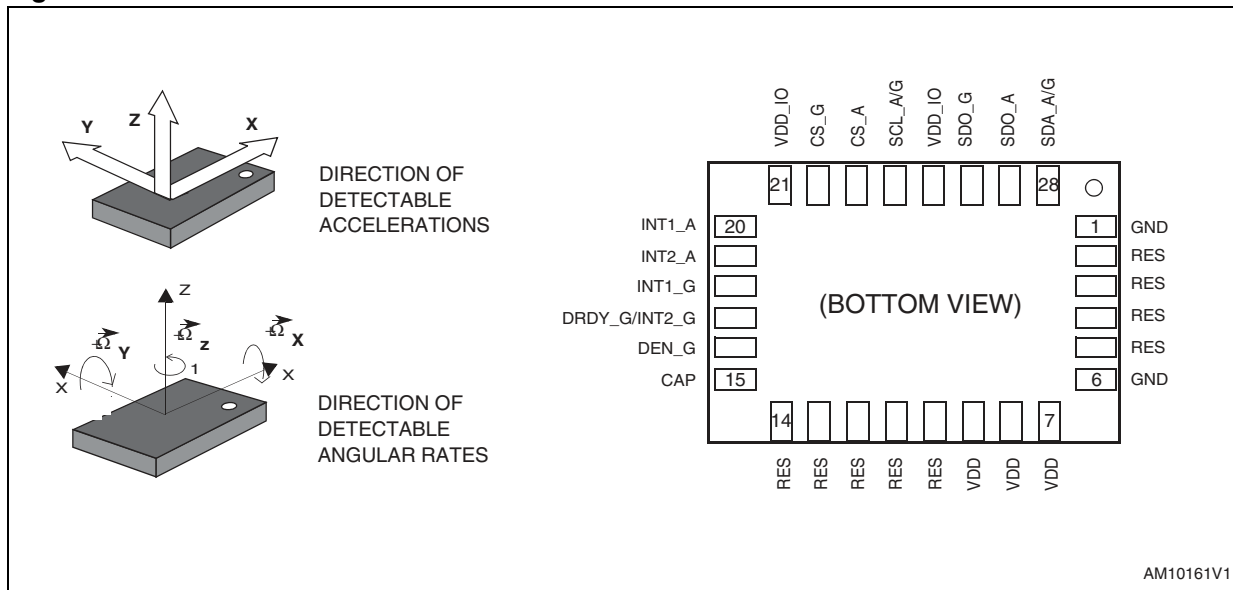 Z
Y
X
DIRECTION OF
DETECTABLE
ACCELERATIONS
Z
Ω Y
Ω z
Ω X
X
1
X
DIRECTION OF
DETECTABLE
ANGULAR RATES
VDD_IO
CS_G
CS_A
SCL_A/G
VDD_IO
SDO_G
SDO_A
SDA_A/G
21
28
INT1_A
20
1
GND
INT2_A
RES
INT1_G
RES
(BOTTOM VIEW)
DRDY_G/INT2_G
RES
DEN_G
RES
CAP
15
6
GND
14
7
RES
RES
RES
RES
RES
VDD
VDD
VDD
AM10161V1